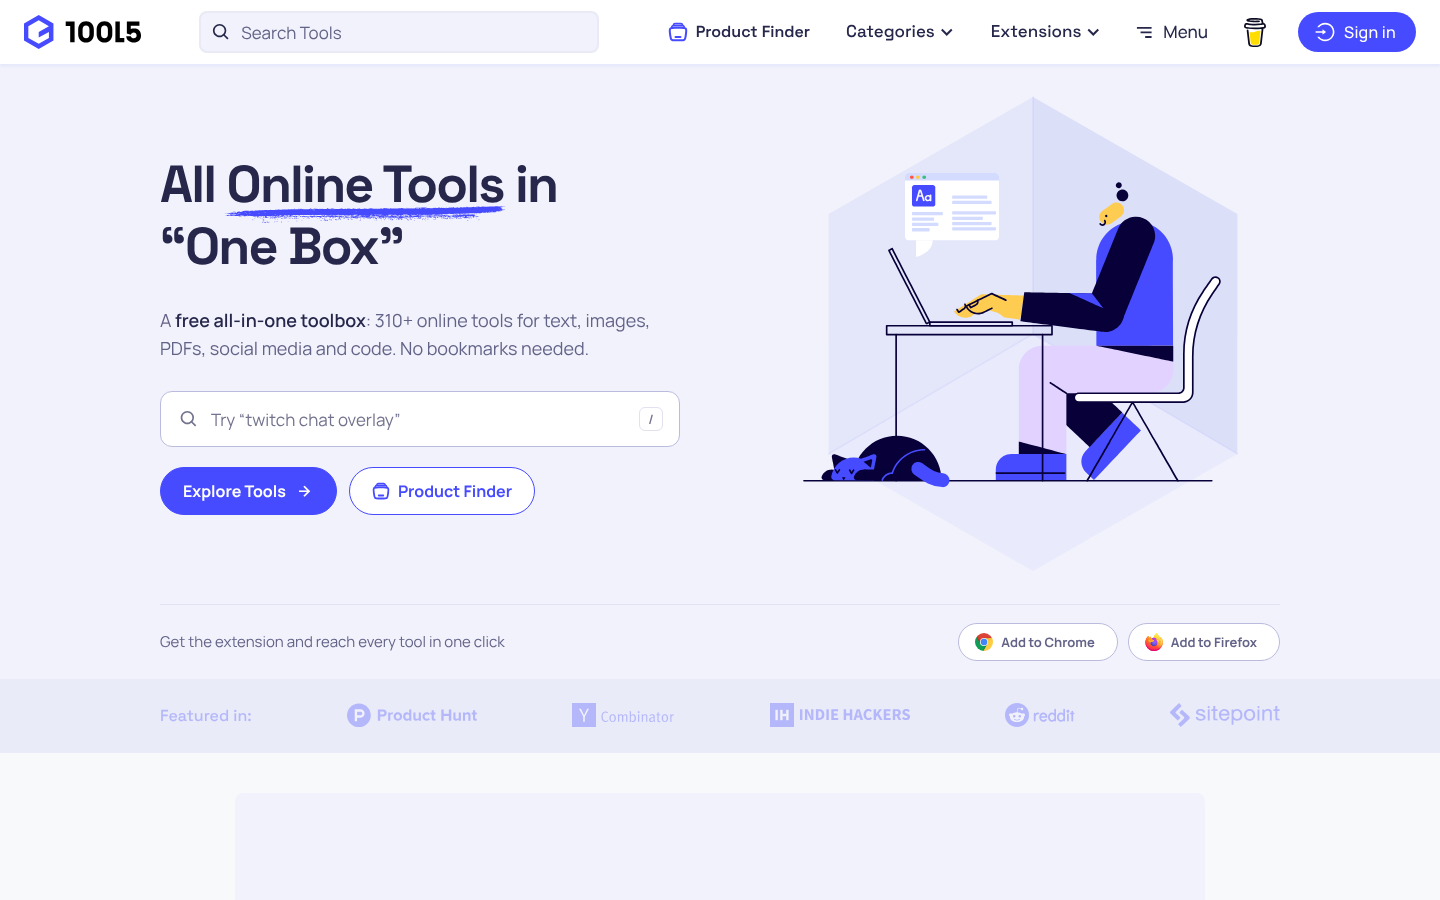 10015
Search Tools
Product Finder
Categories
Extensions
Menu
Sign in
All Online Tools in
“One Box”
A free all-in-one toolbox: 310+ online tools for text, images,
PDFs, social media and code. No bookmarks needed.
Try “twitch chat overlay”
/
Explore Tools
Product Finder
Aa
Get the extension and reach every tool in one click
Add to Chrome
Add to Firefox
Featured in:
P Product Hunt
Y Combinator
IH INDIE HACKERS
reddit
sitepoint